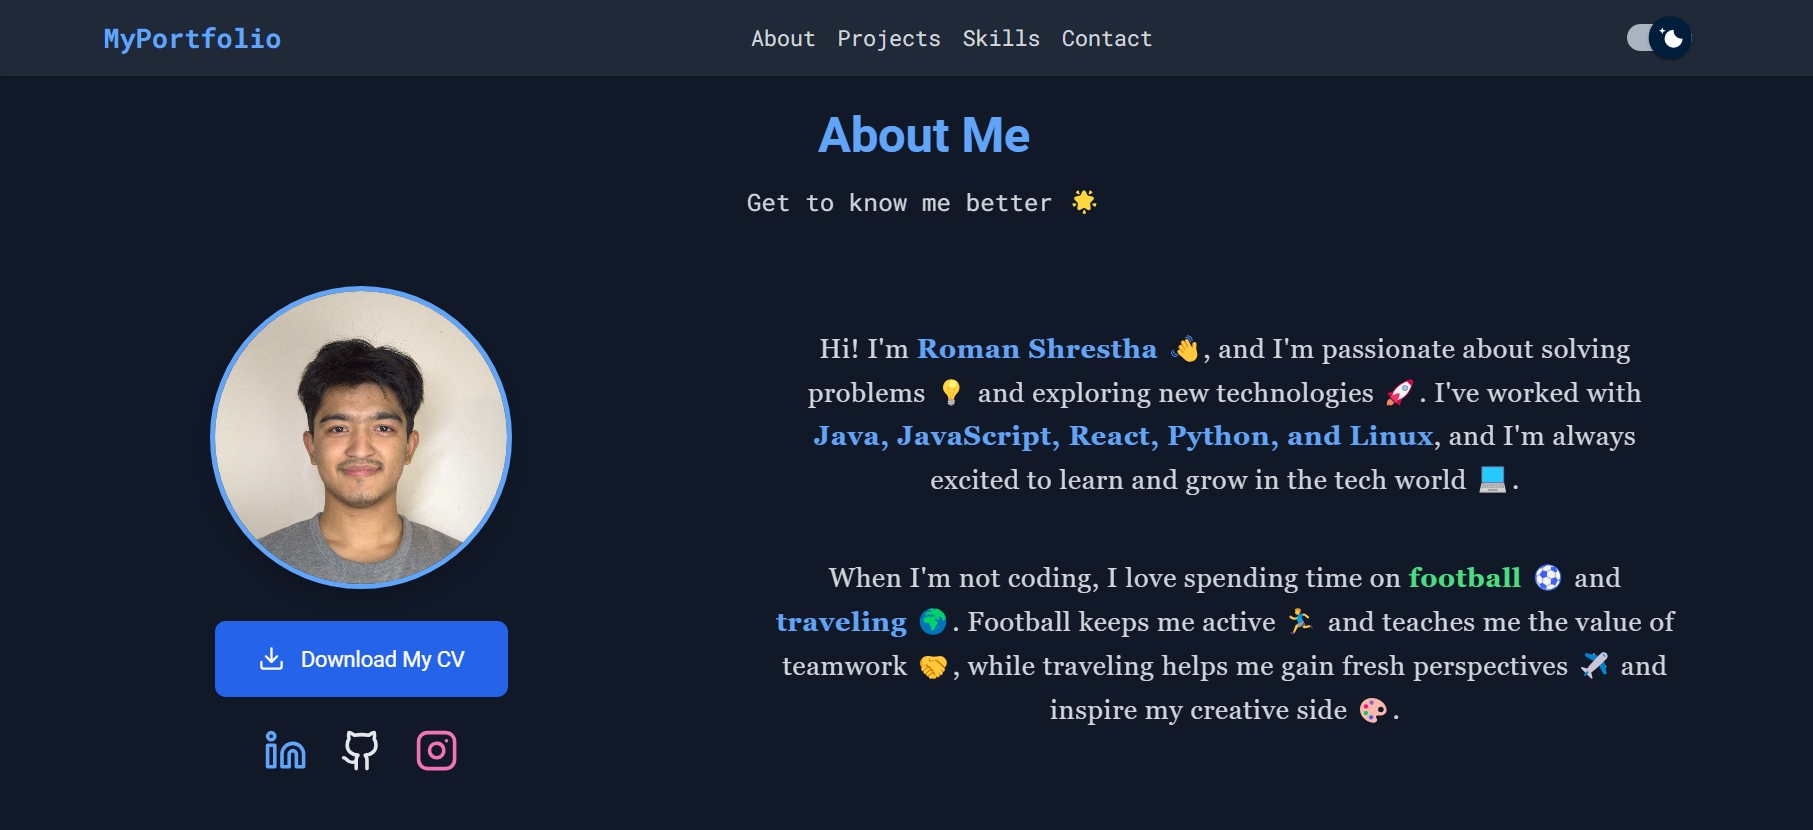 MyPortfolio
About Projects Skills Contact
About Me
Get to know me better 🌟
Hi! I'm Roman Shrestha 👋, and I'm passionate about solving
problems 💡 and exploring new technologies 🚀. I've worked with
Java, JavaScript, React, Python, and Linux, and I'm always
excited to learn and grow in the tech world 💻.
When I'm not coding, I love spending time on football ⚽ and
traveling 🌍. Football keeps me active 🏃‍♂️ and teaches me the value of
teamwork 🤝, while traveling helps me gain fresh perspectives ✈️ and
inspire my creative side 🎨.
Download My CV